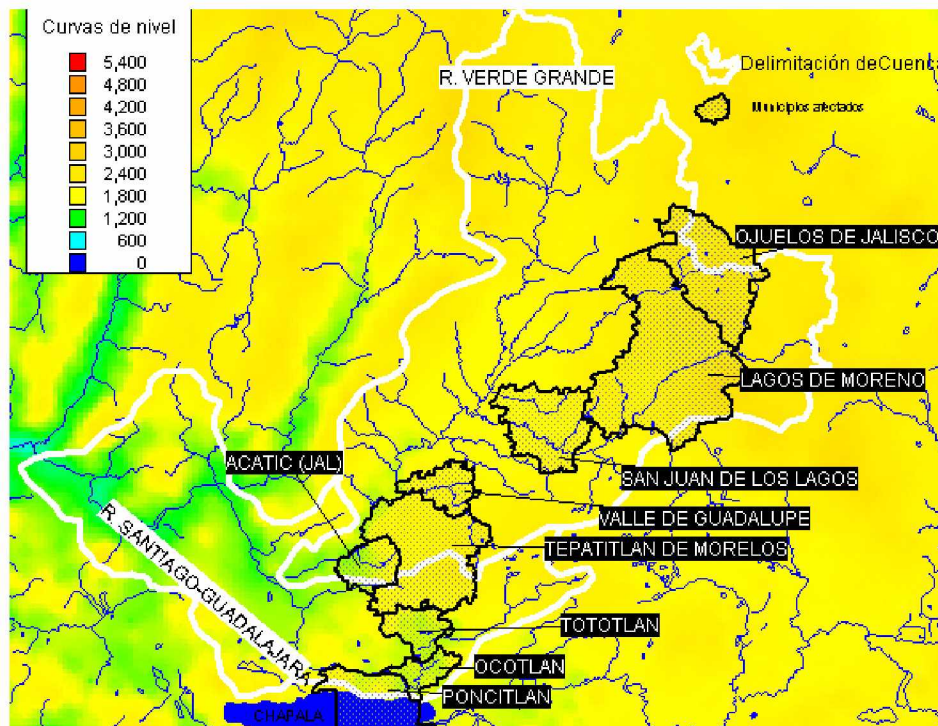 Curvas de nivel
5,400
4,800
4,200
3,600
3,000
2,400
1,800
1,200
600
0
R. VERDE GRANDE
Delimitación deCuenca
Municipios afectados
OJUELOS DE JALISCO
LAGOS DE MORENO
ACATIC (JAL)
SAN JUAN DE LOS LAGOS
VALLE DE GUADALUPE
TEPATITLAN DE MORELOS
R. SANTIAGO-GUADALAJARA
TOTOTLAN
OCOTLAN
PONCITLAN
CHAPALA